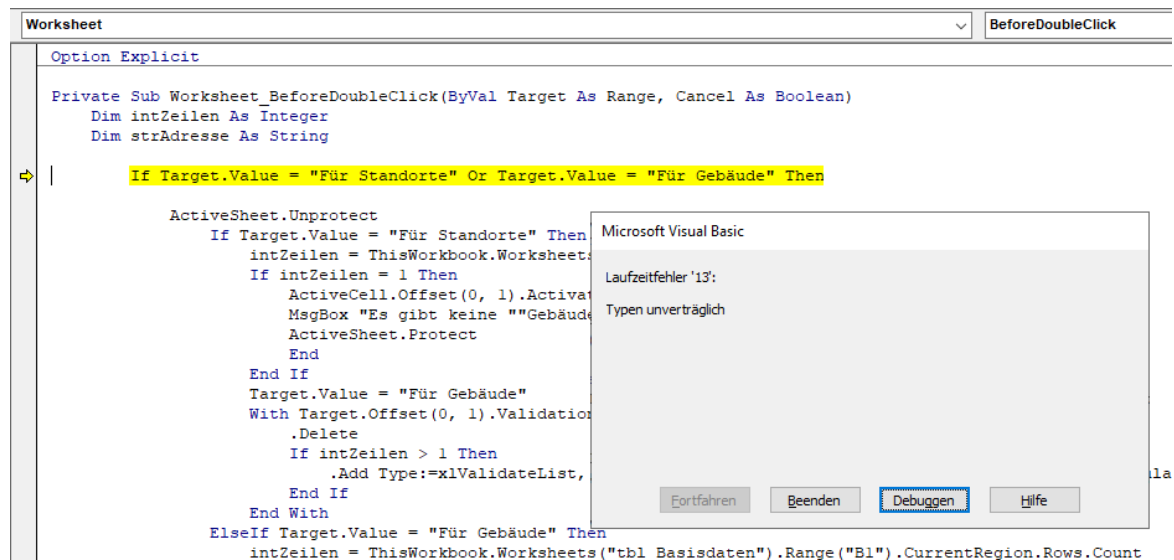 Worksheet
BeforeDoubleClick
Option Explicit
Private Sub Worksheet_BeforeDoubleClick(ByVal Target As Range, Cancel As Boolean)
Dim intZeilen As Integer
Dim strAdresse As String
If Target.Value = "Für Standorte" Or Target.Value = "Für Gebäude" Then
ActiveSheet.Unprotect
If Target.Value = "Für Standorte" Then
intZeilen = ThisWorkbook.Worksheets
If intZeilen = 1 Then
ActiveCell.Offset(0, 1).Activat
MsgBox "Es gibt keine ""Gebäude
ActiveSheet.Protect
End
End If
Target.Value = "Für Gebäude"
With Target.Offset(0, 1).Validation
.Delete
If intZeilen > 1 Then
.Add Type:=xlValidateList,
End If
End With
ElseIf Target.Value = "Für Gebäude" Then
intZeilen = ThisWorkbook.Worksheets("tbl_Basisdaten").Range("B1").CurrentRegion.Rows.Count
Microsoft Visual Basic
Laufzeitfehler '13':
Typen unverträglich
Fortfahren
Beenden
Debuggen
Hilfe